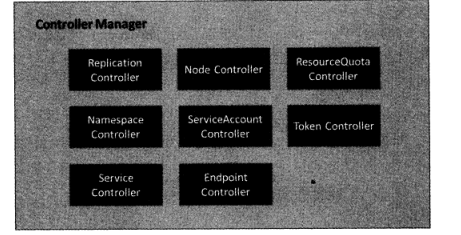 Controller Manager
Replication
Controller
Node Controller
ResourceQuota
Controller
Namespace
Controller
ServiceAccount
Controller
Token Controller
Service
Controller
Endpoint
Controller